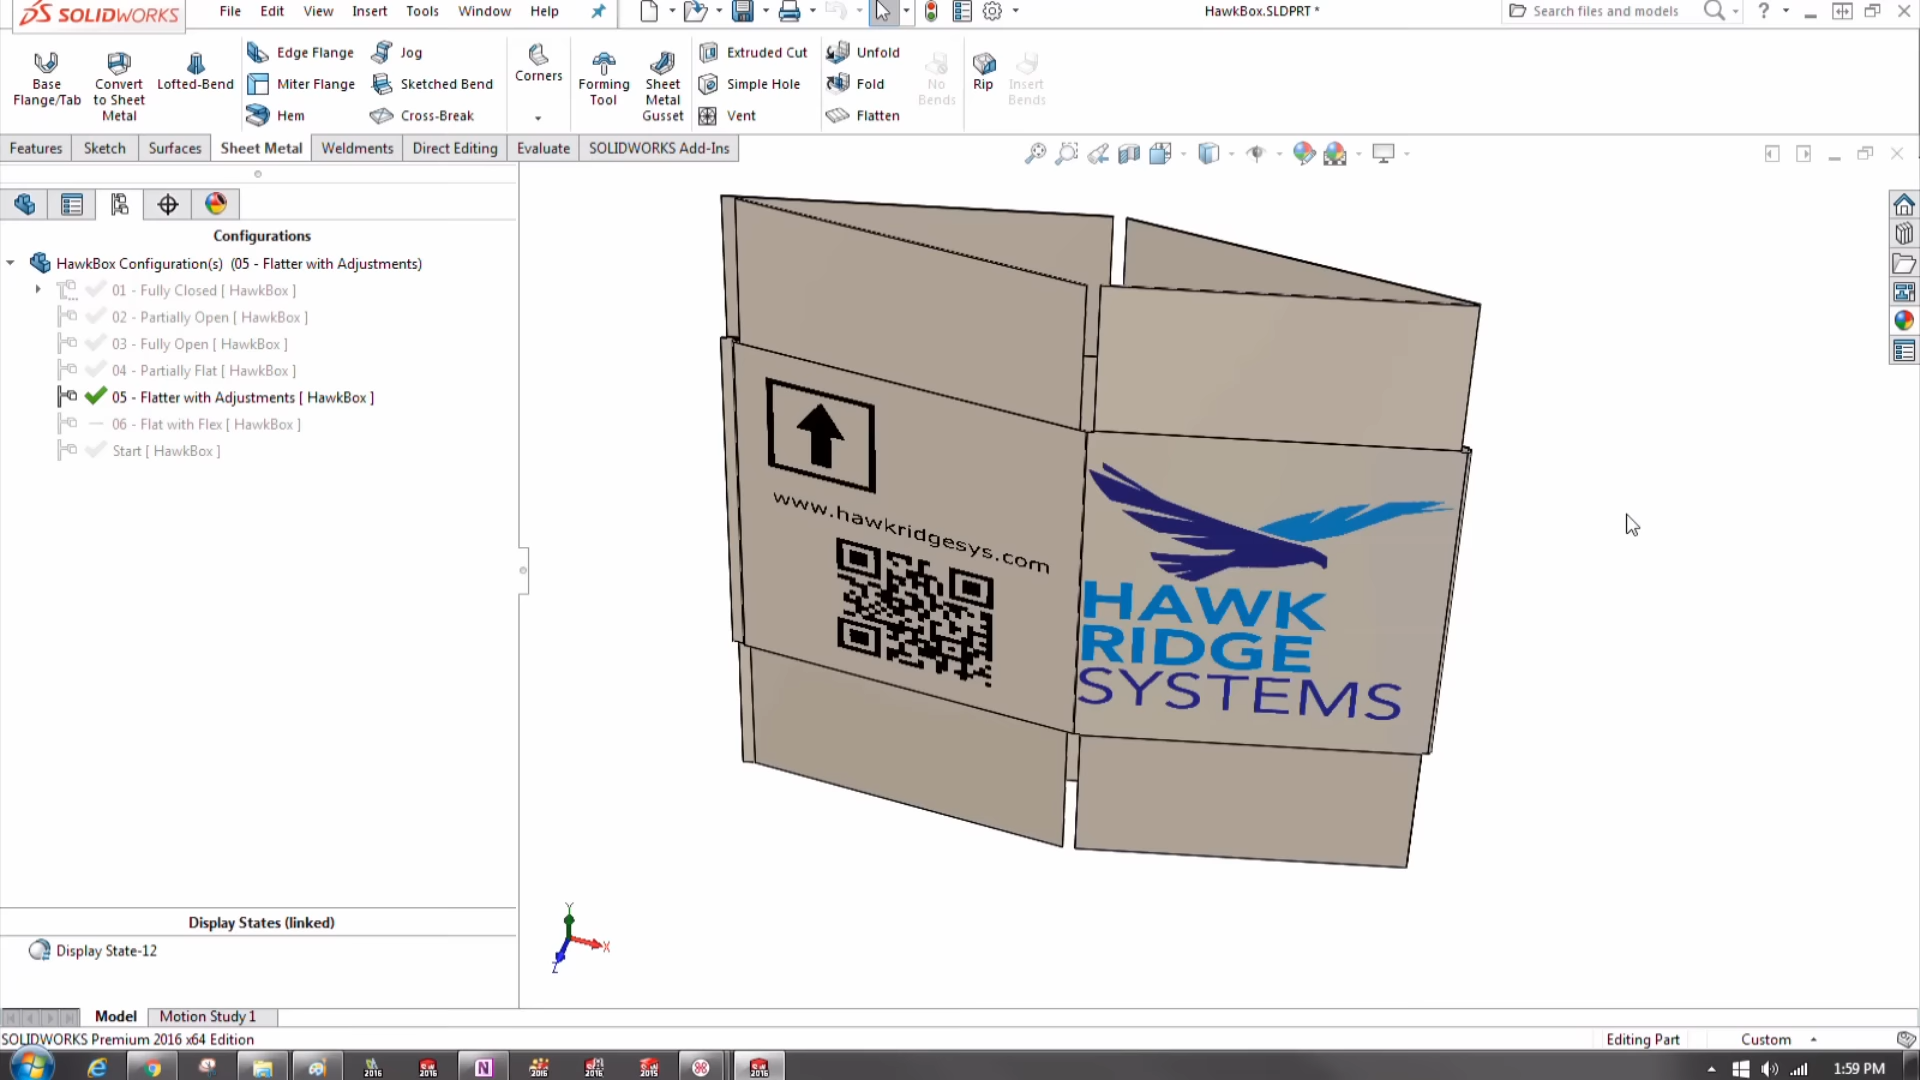 SOLIDWORKS File Edit View Insert Tools Window Help HawkBox.SLDPRT * Search files and models ?
Base Flange/Tab
Convert to Sheet Metal
Lofted-Bend
Edge Flange
Miter Flange
Hem
Jog
Sketched Bend
Cross-Break
Corners
Forming Tool
Sheet Metal Gusset
Extruded Cut
Simple Hole
Vent
Unfold
Fold
Flatten
No Bends
Rip
Insert Bends
Features Sketch Surfaces Sheet Metal Weldments Direct Editing Evaluate SOLIDWORKS Add-Ins
Configurations
HawkBox Configuration(s) (05 - Flatter with Adjustments)
01 - Fully Closed [ HawkBox ]
02 - Partially Open [ HawkBox ]
03 - Fully Open [ HawkBox ]
04 - Partially Flat [ HawkBox ]
05 - Flatter with Adjustments [ HawkBox ]
06 - Flat with Flex [ HawkBox ]
Start [ HawkBox ]
www.hawkridgesys.com
HAWK
RIDGE
SYSTEMS
Display States (linked)
Display State-12
Y
X
Z
Model Motion Study 1
SOLIDWORKS Premium 2016 x64 Edition Editing Part Custom
2016 2016 N 2015 2016 2015 2016 1:59 PM